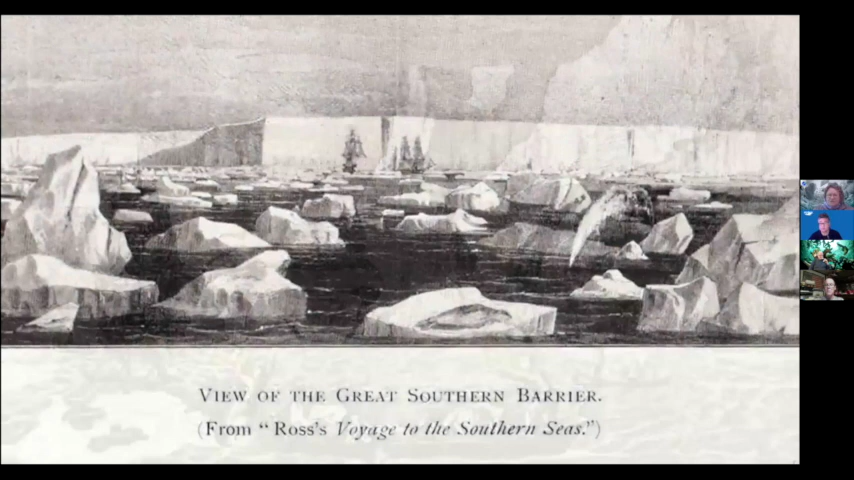 VIEW OF THE GREAT SOUTHERN BARRIER.
(From "Ross's Voyage to the Southern Seas.")